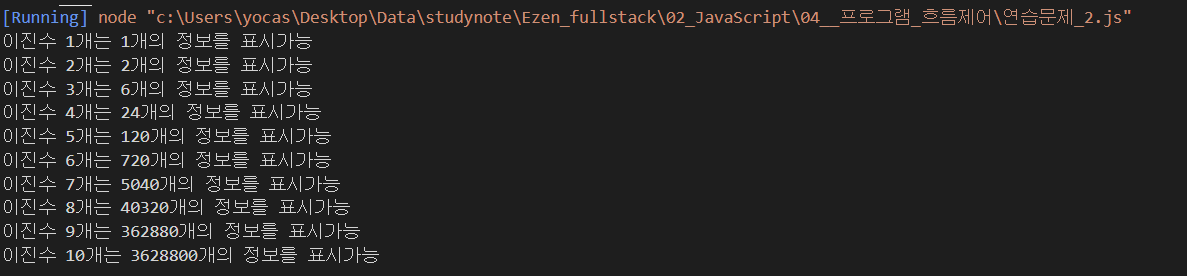 [Running] node "c:\Users\yocas\Desktop\Data\studynote\Ezen_fullstack\02_JavaScript\04__프로그램_흐름제어\연습문제_2.js"
이진수 1개는 1개의 정보를 표시가능
이진수 2개는 2개의 정보를 표시가능
이진수 3개는 6개의 정보를 표시가능
이진수 4개는 24개의 정보를 표시가능
이진수 5개는 120개의 정보를 표시가능
이진수 6개는 720개의 정보를 표시가능
이진수 7개는 5040개의 정보를 표시가능
이진수 8개는 40320개의 정보를 표시가능
이진수 9개는 362880개의 정보를 표시가능
이진수 10개는 3628800개의 정보를 표시가능